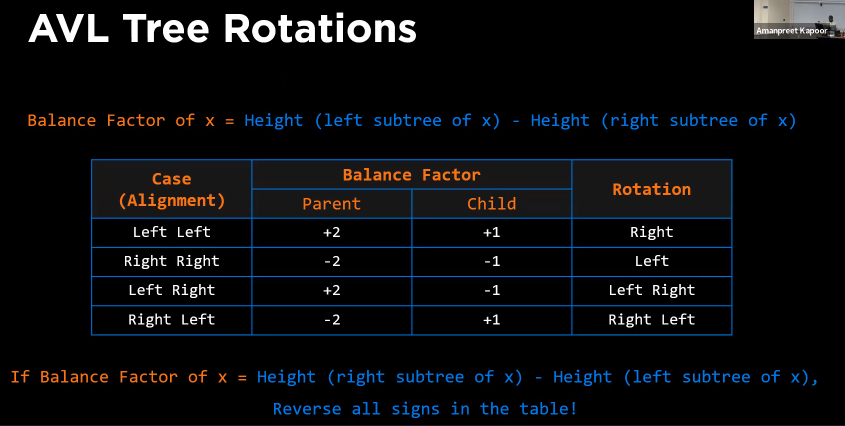 AVL Tree Rotations
Amanpreet Kapoor
Balance Factor of x = Height (left subtree of x) - Height (right subtree of x)
Case (Alignment) Balance Factor Rotation
Parent Child
Left Left +2 +1 Right
Right Right -2 -1 Left
Left Right +2 -1 Left Right
Right Left -2 +1 Right Left
If Balance Factor of x = Height (right subtree of x) - Height (left subtree of x),
Reverse all signs in the table!